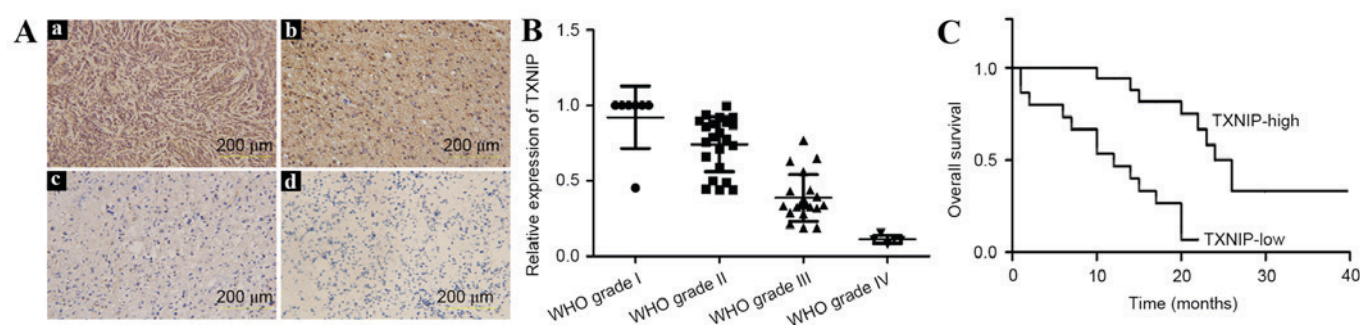 A
a
200 μm
b
200 μm
c
200 μm
d
200 μm
B
Relative expression of TXNIP
1.5
1.0
0.5
0.0
WHO grade I
WHO grade II
WHO grade III
WHO grade IV
C
Overall survival
1.0
0.5
0.0
TXNIP-high
TXNIP-low
0 10 20 30 40
Time (months)